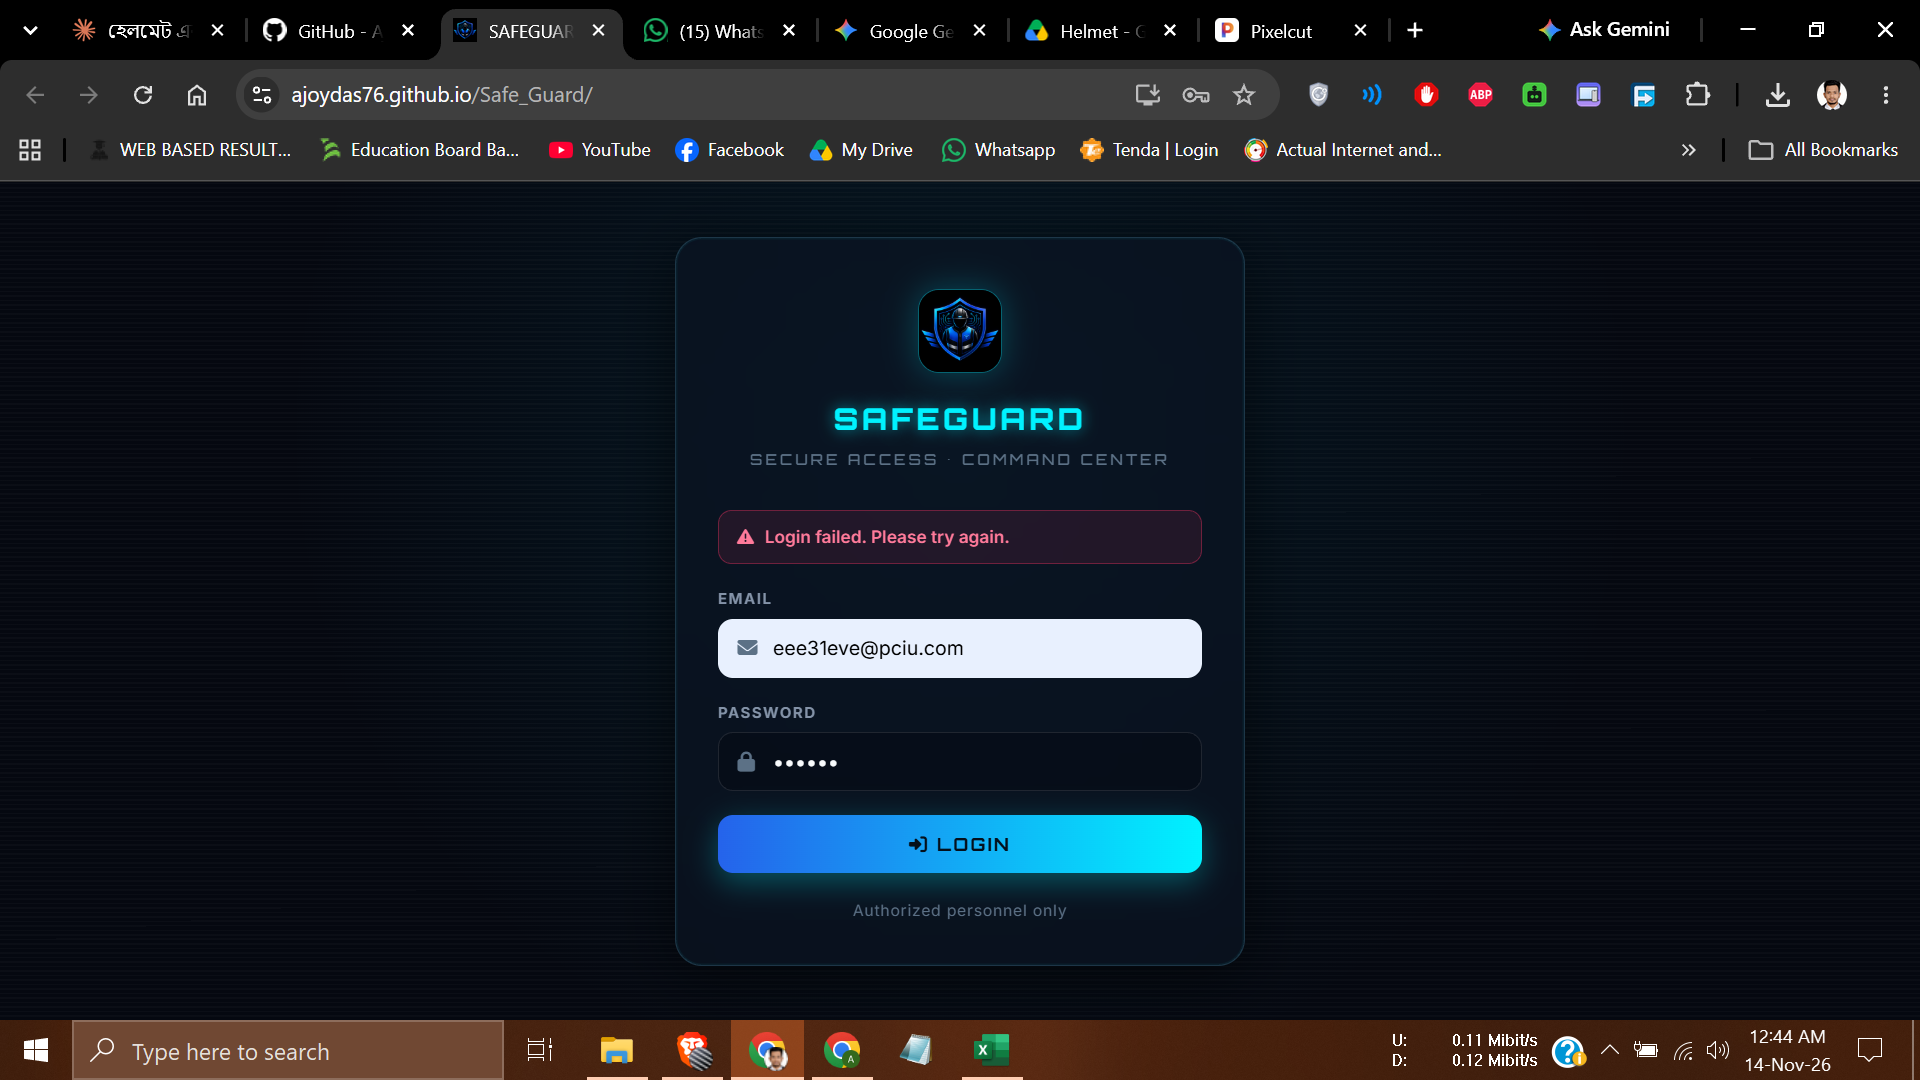 হেলমেট এ
GitHub - A
SAFEGUAR
(15) Whats
Google Ge
Helmet - G
Pixelcut
Ask Gemini
ajoydas76.github.io/Safe_Guard/
ABP
WEB BASED RESULT...
Education Board Ba...
YouTube
Facebook
My Drive
Whatsapp
Tenda | Login
Actual Internet and...
All Bookmarks
SAFEGUARD
SECURE ACCESS · COMMAND CENTER
Login failed. Please try again.
EMAIL
eee31eve@pciu.com
PASSWORD
••••••
LOGIN
Authorized personnel only
Type here to search
U: 0.11 Mibit/s
D: 0.12 Mibit/s
12:44 AM
14-Nov-26